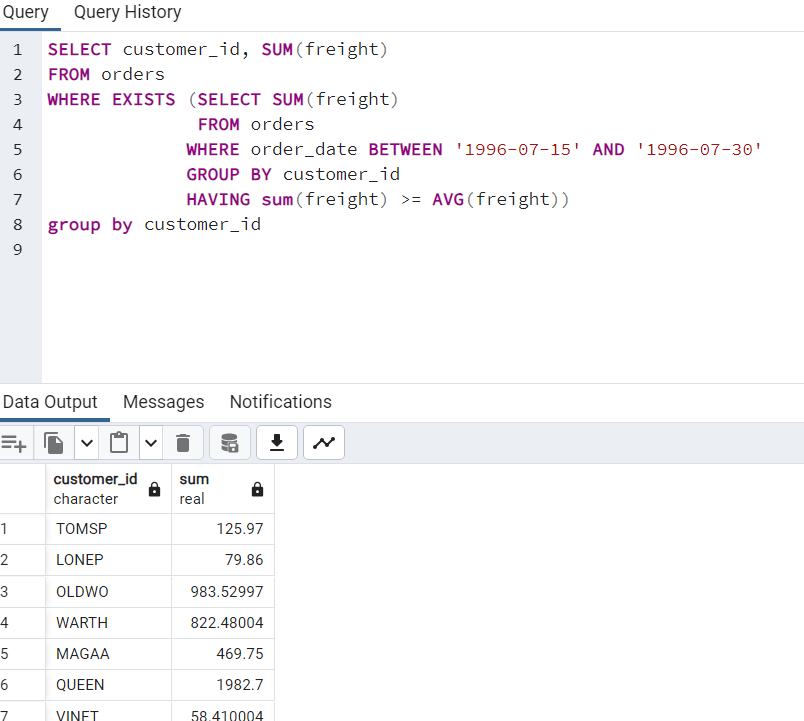 Query Query History
1 SELECT customer_id, SUM(freight)
2 FROM orders
3 WHERE EXISTS (SELECT SUM(freight)
4 FROM orders
5 WHERE order_date BETWEEN '1996-07-15' AND '1996-07-30'
6 GROUP BY customer_id
7 HAVING sum(freight) >= AVG(freight))
8 group by customer_id
9
Data Output Messages Notifications
customer_id sum
character real
1 TOMSP 125.97
2 LONEP 79.86
3 OLDWO 983.52997
4 WARTH 822.48004
5 MAGAA 469.75
6 QUEEN 1982.7
7 VINET 58.410004